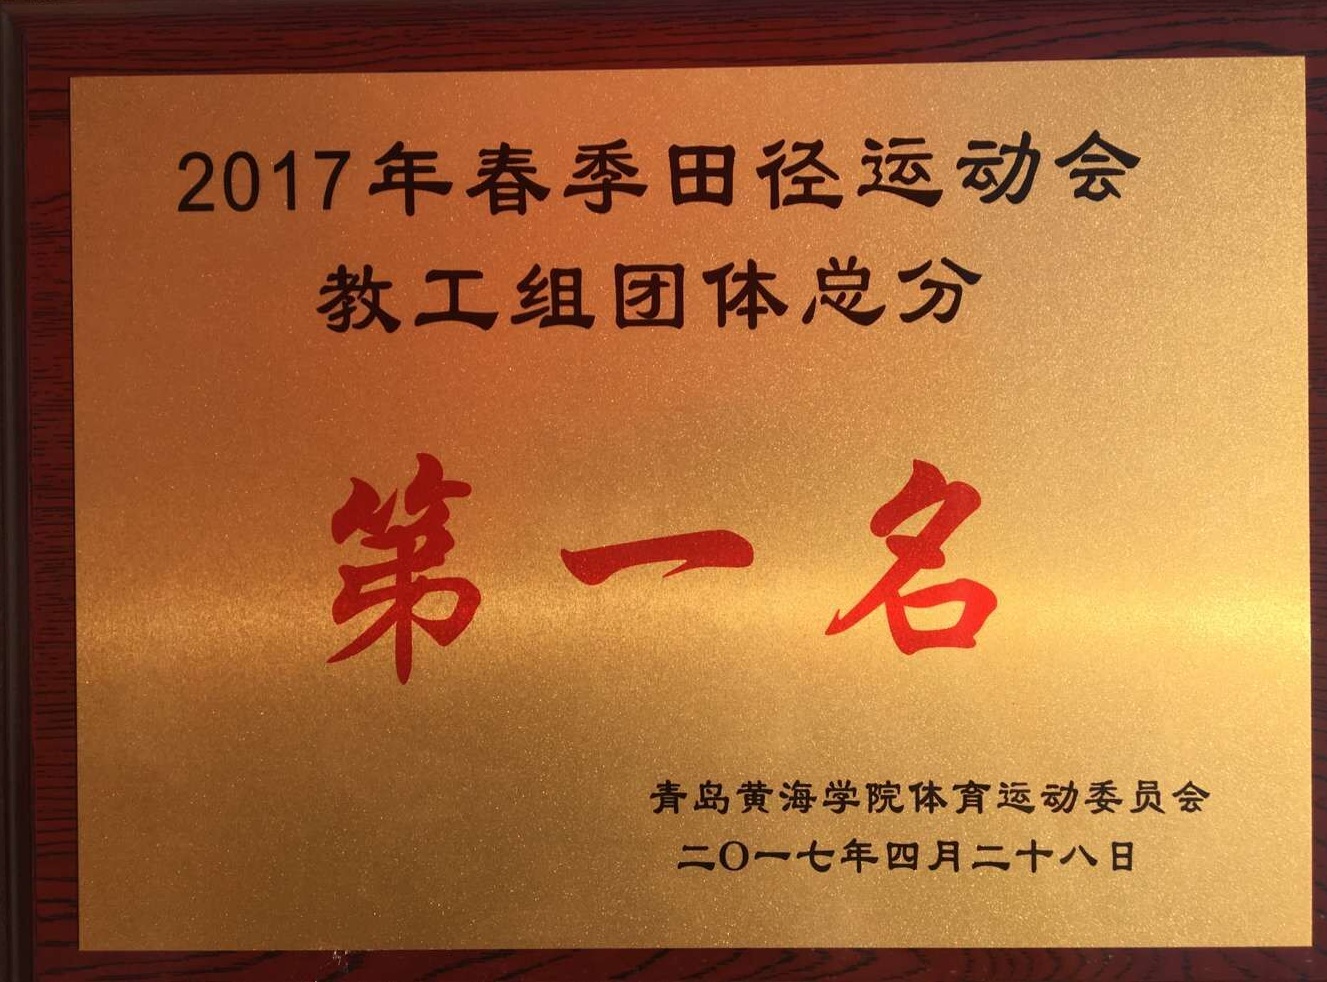 2017年春季田径运动会
教工组团体总分
第一名
青岛黄海学院体育运动委员会
二〇一七年四月二十八日